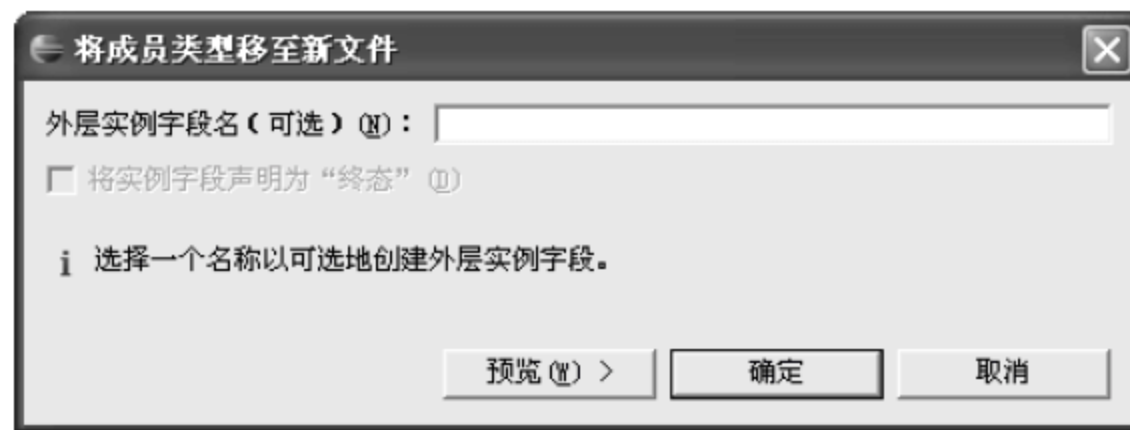 将成员类型移至新文件
外层实例字段名(可选)(N):
将实例字段声明为“终态”(D)
i 选择一个名称以可选地创建外层实例字段。
预览(W) > 确定 取消